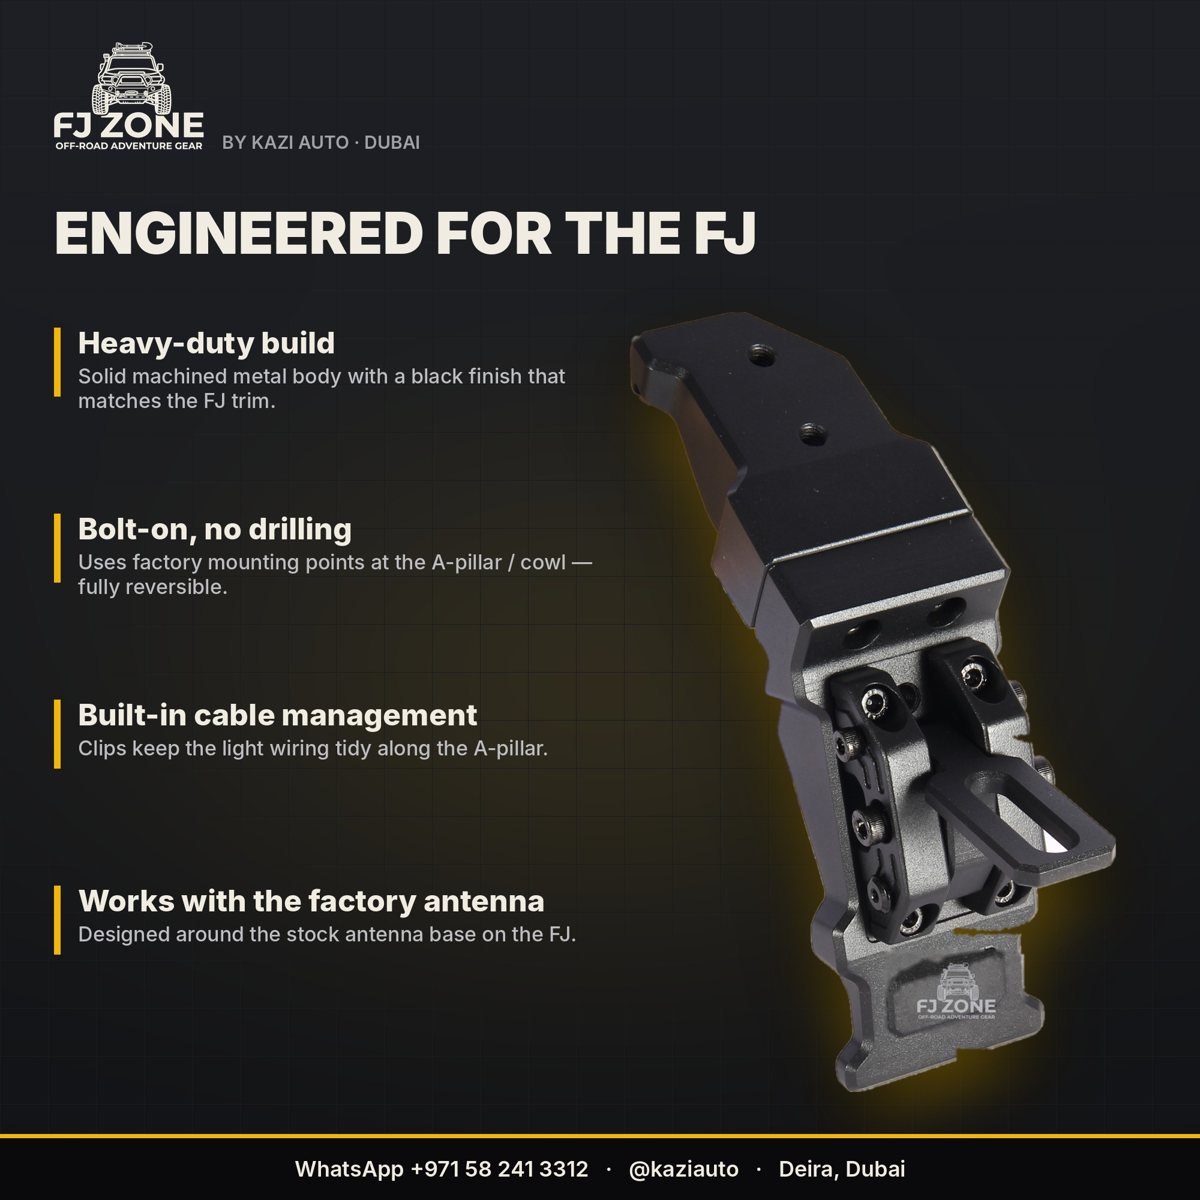 FJ ZONE
OFF-ROAD ADVENTURE GEAR
BY KAZI AUTO · DUBAI
ENGINEERED FOR THE FJ
Heavy-duty build
Solid machined metal body with a black finish that
matches the FJ trim.
Bolt-on, no drilling
Uses factory mounting points at the A-pillar / cowl —
fully reversible.
Built-in cable management
Clips keep the light wiring tidy along the A-pillar.
Works with the factory antenna
Designed around the stock antenna base on the FJ.
FJ ZONE
OFF-ROAD ADVENTURE GEAR
WhatsApp +971 58 241 3312 · @kaziauto · Deira, Dubai